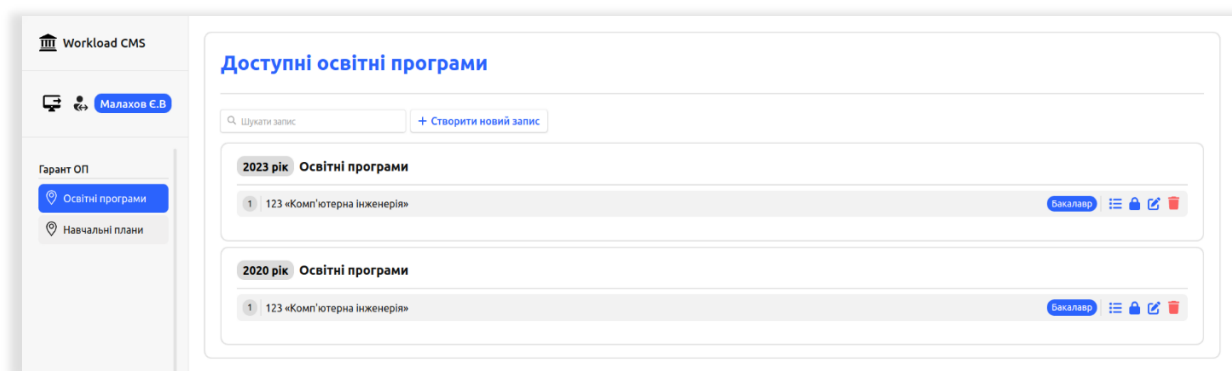 Workload CMS
Малахов Є.В
Гарант ОП
Освітні програми
Навчальні плани
Доступні освітні програми
Шукати запис
+ Створити новий запис
2023 рік Освітні програми
1 123 «Комп'ютерна інженерія» Бакалавр
2020 рік Освітні програми
1 123 «Комп'ютерна інженерія» Бакалавр